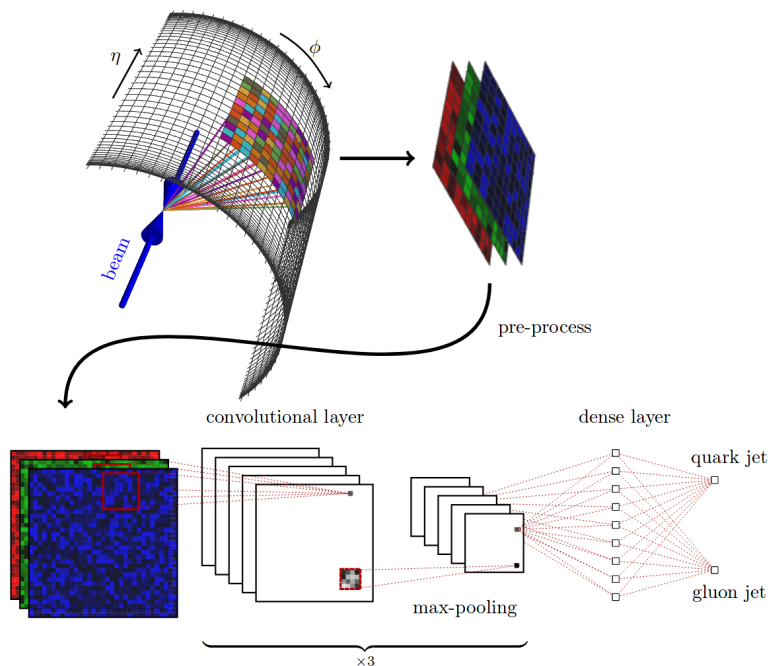 η
ϕ
beam
pre-process
convolutional layer
dense layer
quark jet
gluon jet
max-pooling
×3